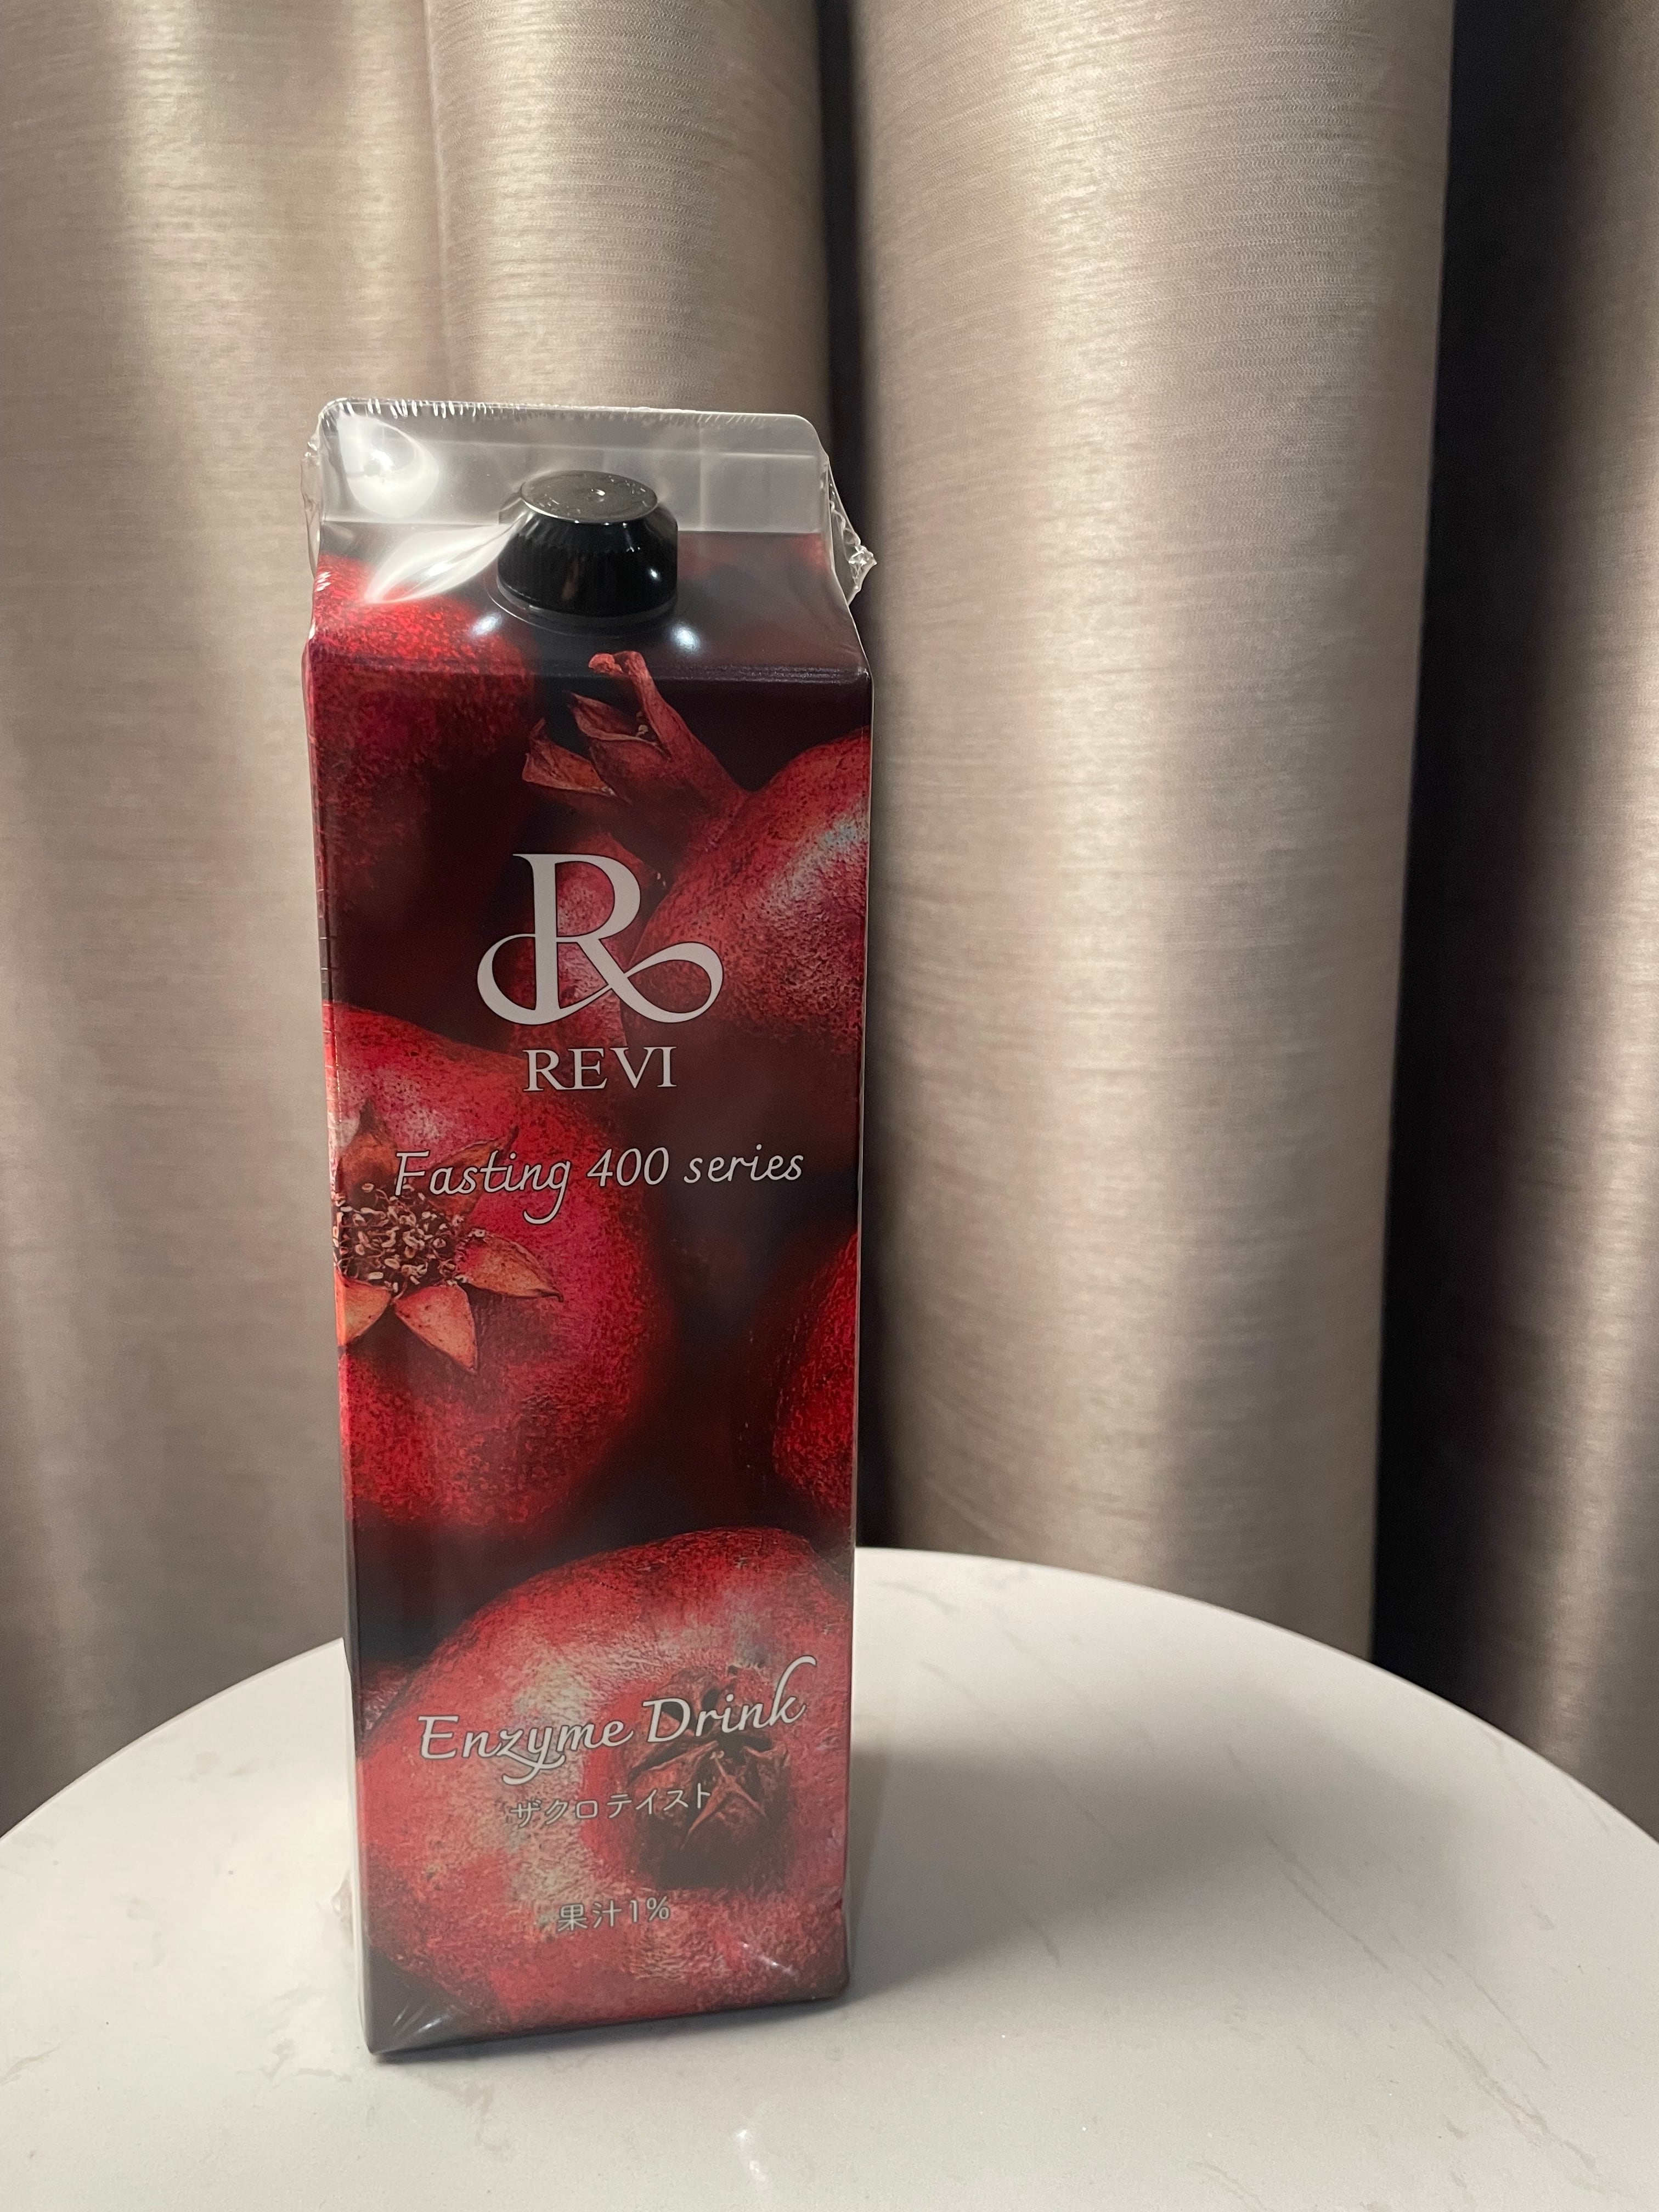 R
REVI
Fasting 400 series
Enzyme Drink
ザクロテイスト
果汁1%